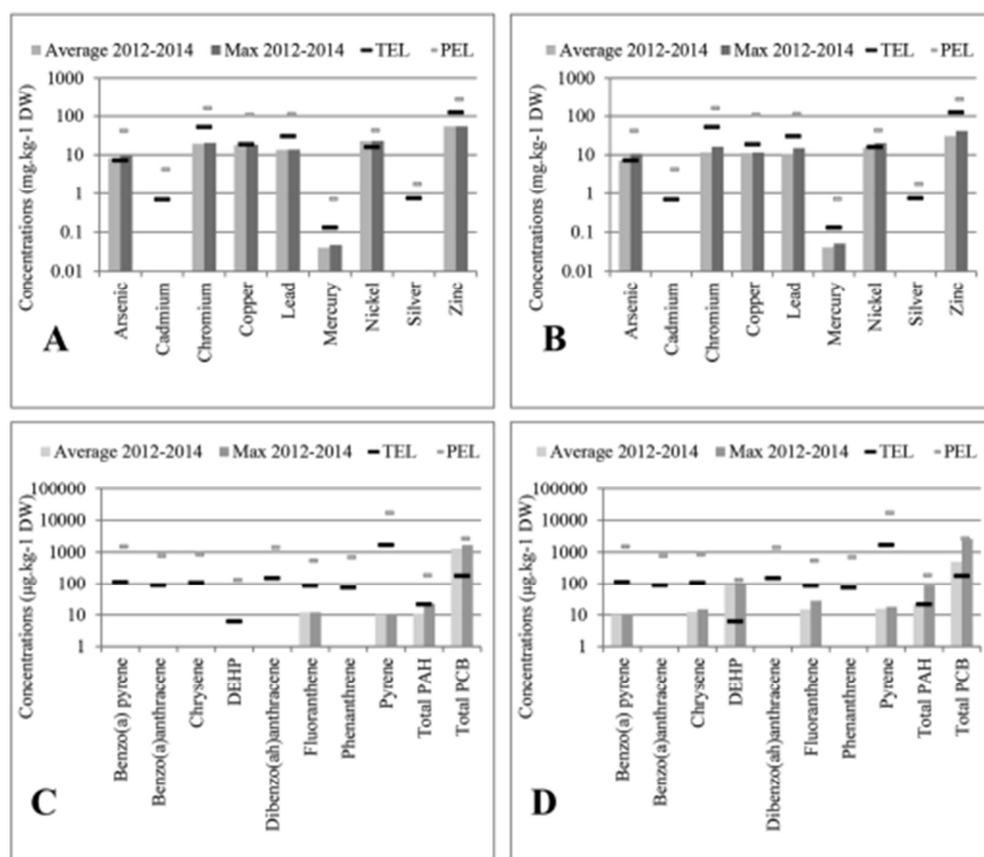 Average 2012-2014 Max 2012-2014 TEL PEL
Concentrations (mg.kg-1 DW)
1000
100
10
1
0.1
0.01
Arsenic
Cadmium
Chromium
Copper
Lead
Mercury
Nickel
Silver
Zinc
A
Average 2012-2014 Max 2012-2014 TEL PEL
Concentrations (mg.kg-1 DW)
1000
100
10
1
0.1
0.01
Arsenic
Cadmium
Chromium
Copper
Lead
Mercury
Nickel
Silver
Zinc
B
Average 2012-2014 Max 2012-2014 TEL PEL
Concentrations (µg.kg-1 DW)
100000
10000
1000
100
10
1
Benzo(a) pyrene
Benzo(a)anthracene
Chrysene
DEHP
Dibenzo(ah)anthracene
Fluoranthene
Phenanthrene
Pyrene
Total PAH
Total PCB
C
Average 2012-2014 Max 2012-2014 TEL PEL
Concentrations (µg.kg-1 DW)
100000
10000
1000
100
10
1
Benzo(a) pyrene
Benzo(a)anthracene
Chrysene
DEHP
Dibenzo(ah)anthracene
Fluoranthene
Phenanthrene
Pyrene
Total PAH
Total PCB
D